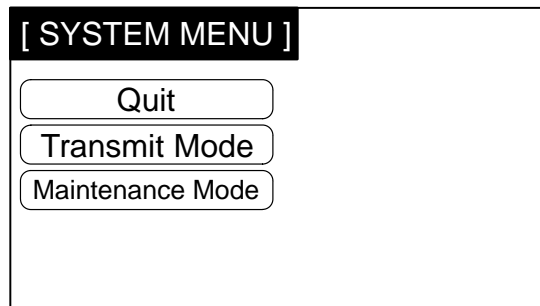 [ SYSTEM MENU ]
Quit
Transmit Mode
Maintenance Mode